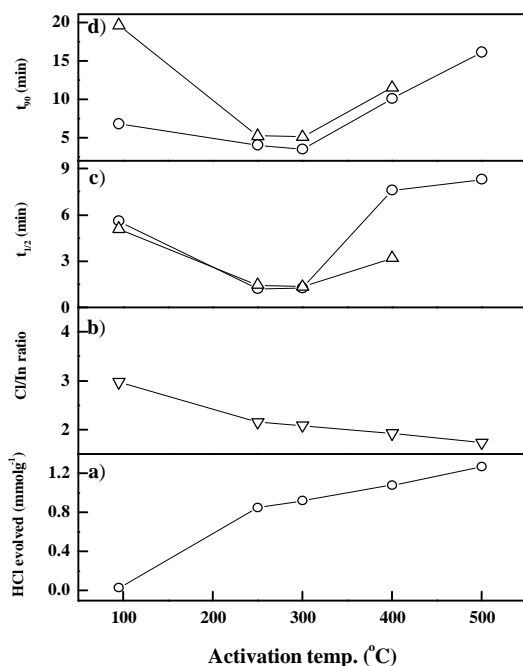 d)
t90 (min)
20
15
10
5
c)
t1/2 (min)
9
6
3
0
b)
Cl/In ratio
4
3
2
a)
HCl evolved (mmolg-1)
1.2
0.8
0.4
0.0
100 200 300 400 500
Activation temp. (oC)